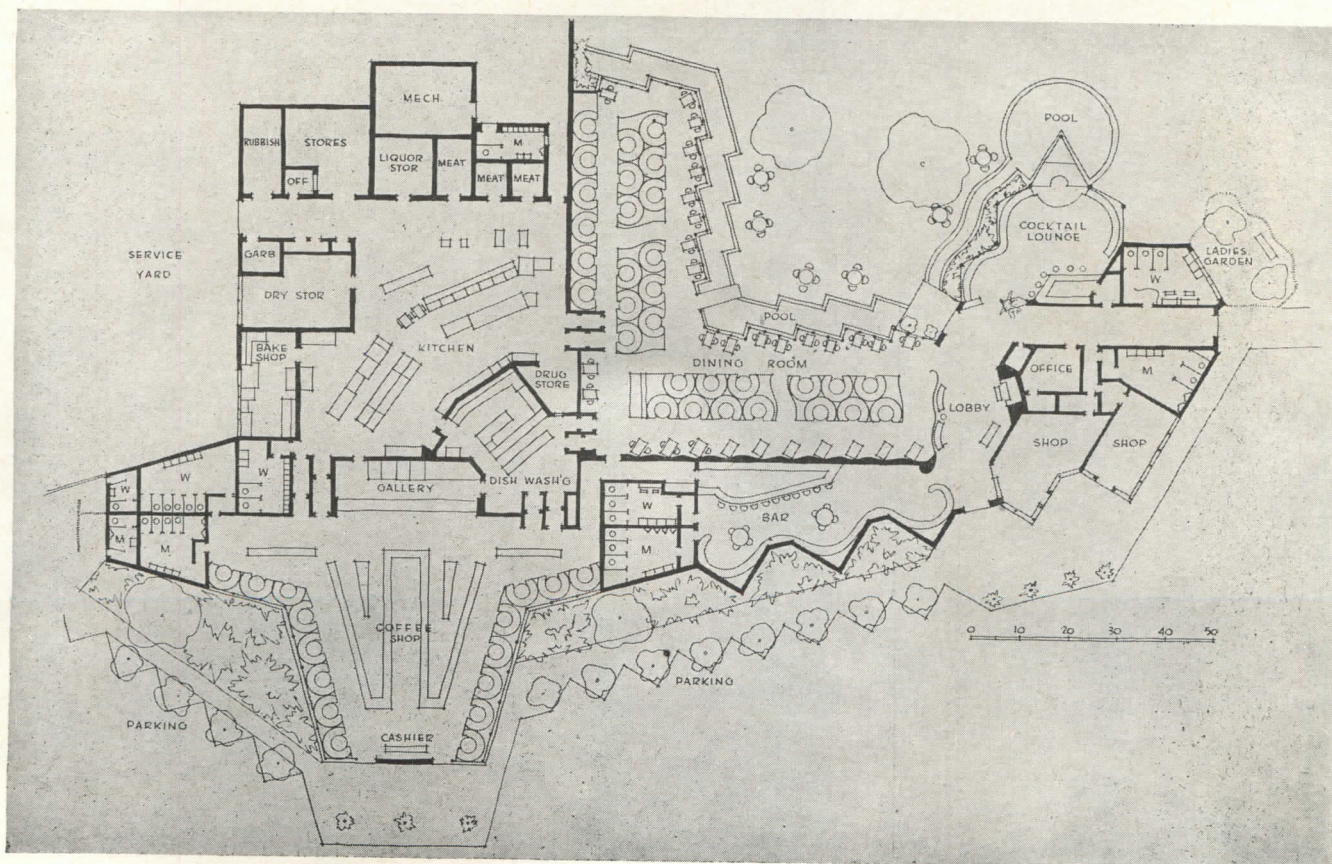 MECH.
POOL
RUBBISH
STORES
LIQUOR
STOR
MEAT
M
OFF
MEAT
MEAT
COCKTAIL
LOUNGE
LADIES
GARDEN
SERVICE
YARD
GARB
W
DRY STOR
POOL
BAKE
SHOP
KITCHEN
DINING ROOM
DRUG
STORE
OFFICE
M
LOBBY
SHOP
SHOP
W
W
W
GALLERY
DISH WASH'G
W
BAR
M
M
M
COFFEE
SHOP
0 10 20 30 40 50
PARKING
PARKING
CASHIER